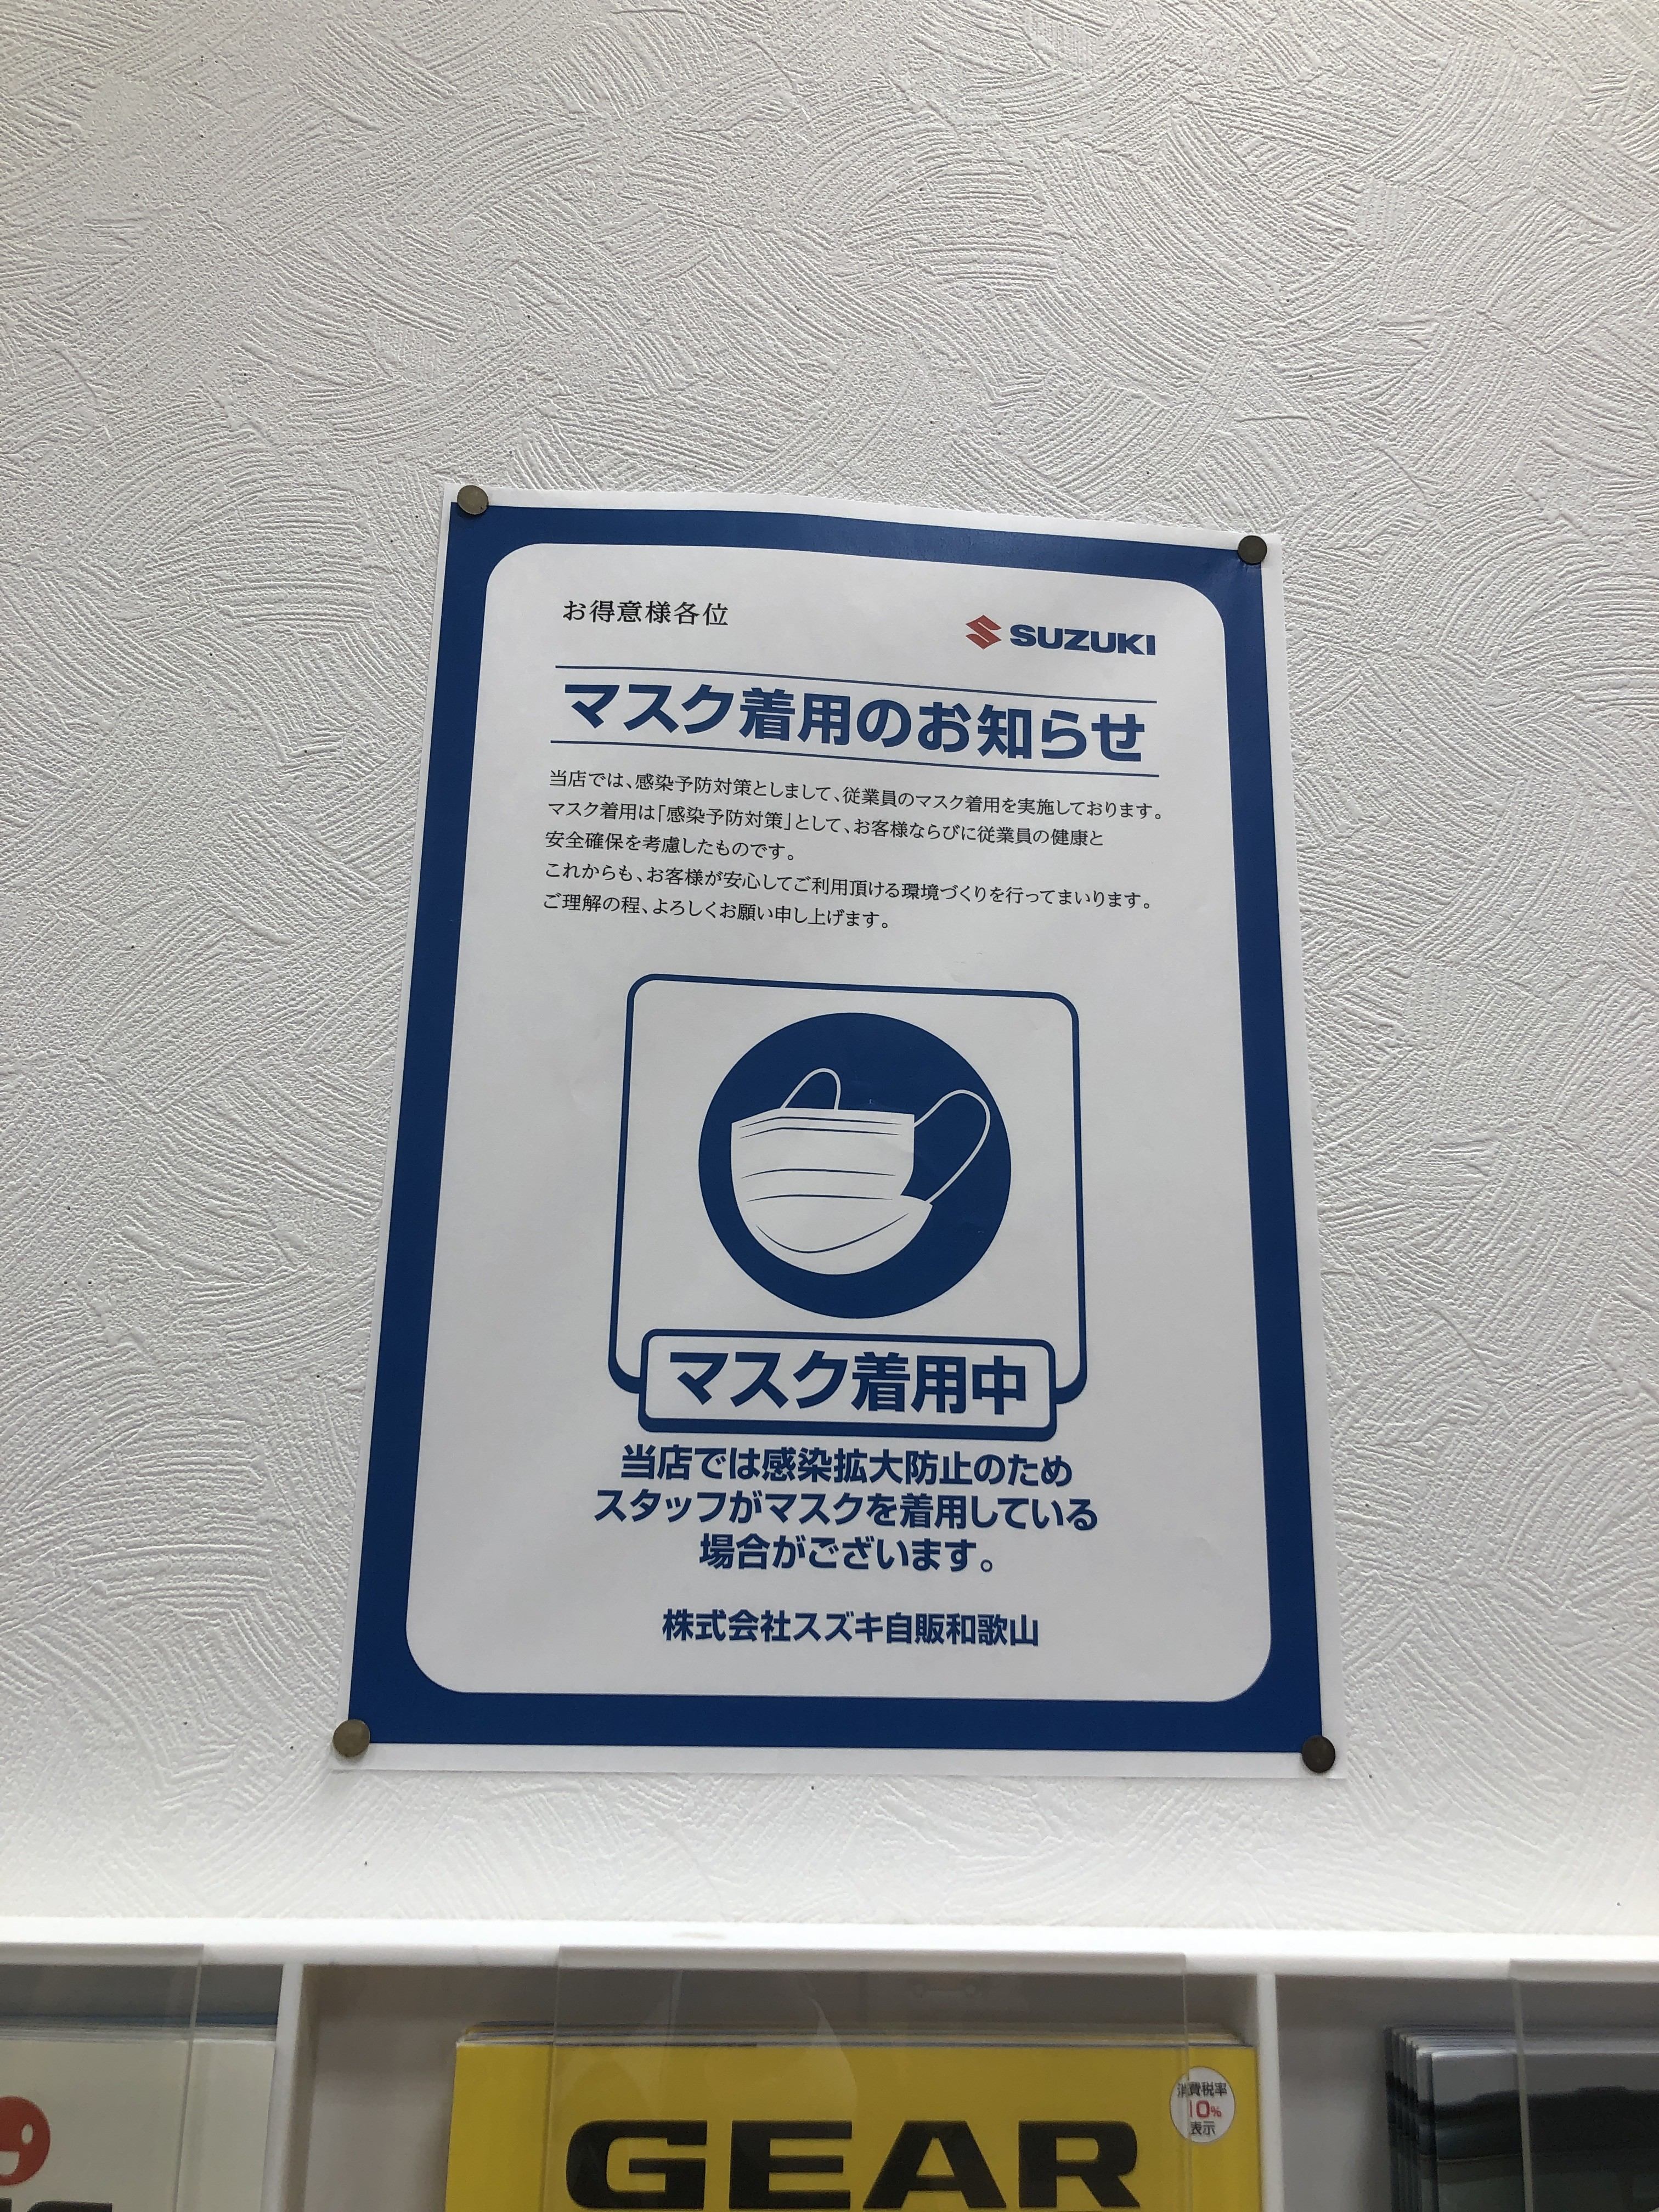 お得意様各位
SUZUKI
マスク着用のお知らせ
当店では、感染予防対策としまして、従業員のマスク着用を実施しております。
マスク着用は「感染予防対策」として、お客様ならびに従業員の健康と
安全確保を考慮したものです。
これからも、お客様が安心してご利用頂ける環境づくりを行ってまいります。
ご理解の程、よろしくお願い申し上げます。
マスク着用中
当店では感染拡大防止のため
スタッフがマスクを着用している
場合がございます。
株式会社スズキ自販和歌山
消費税率
10%
表示
GEAR